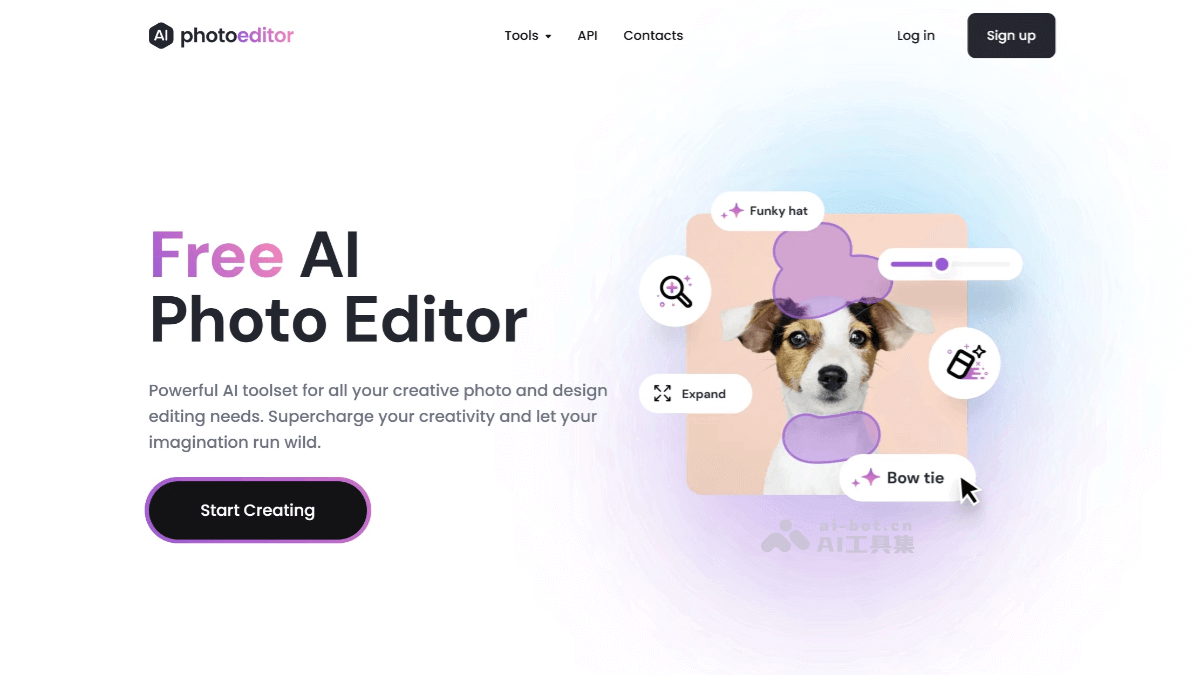 AI photoeditor
Tools
API
Contacts
Log in
Sign up
Free AI
Photo Editor
Powerful AI toolset for all your creative photo and design
editing needs. Supercharge your creativity and let your
imagination run wild.
Start Creating
Funky hat
Expand
Bow tie
ai-bot.cn
AI工具集